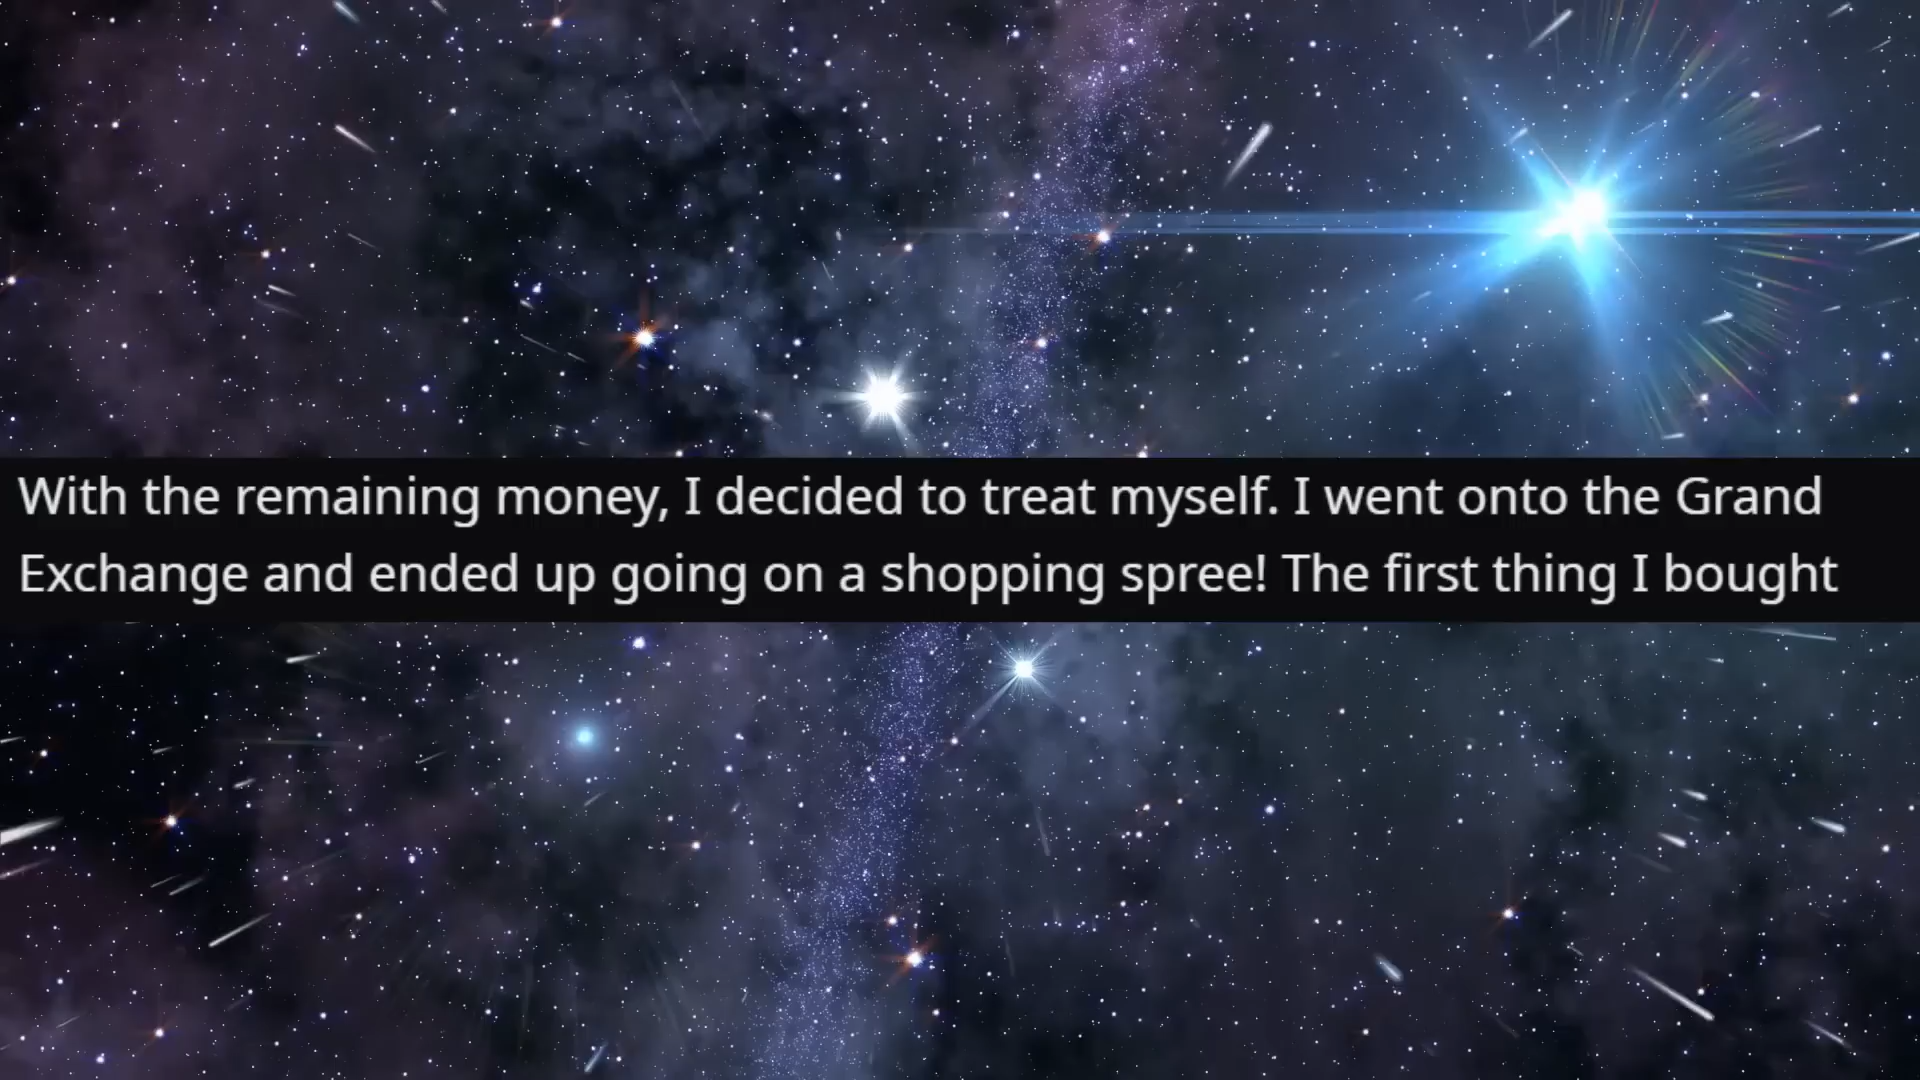 With the remaining money, I decided to treat myself. I went onto the Grand
Exchange and ended up going on a shopping spree! The first thing I bought